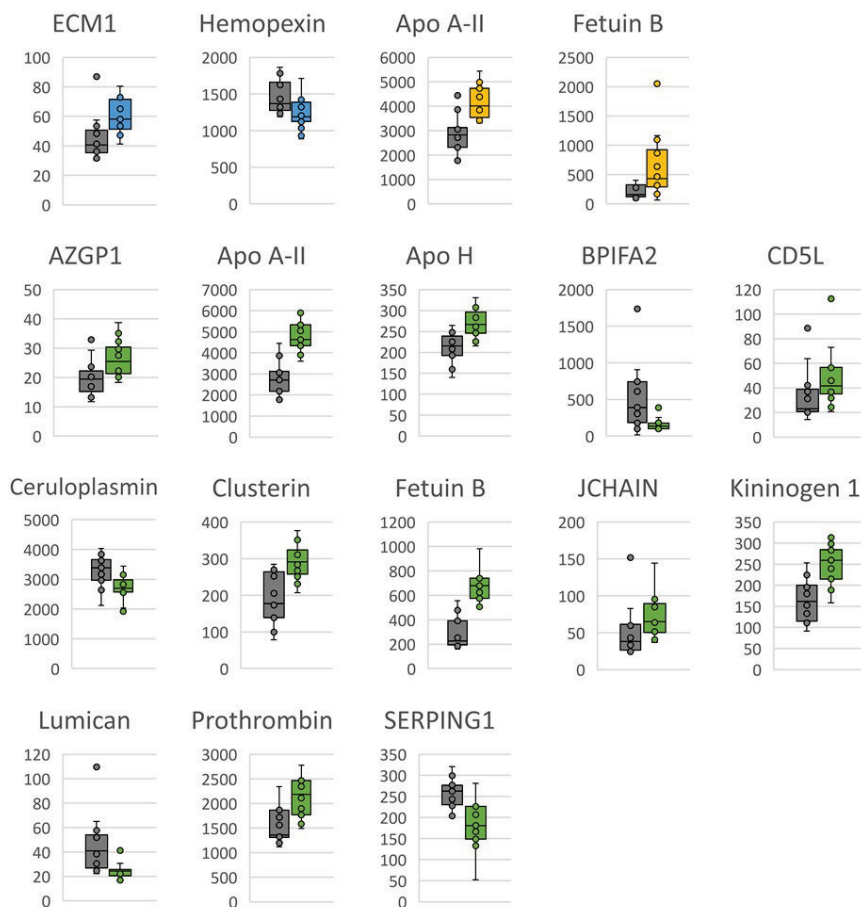 ECM1 Hemopexin Apo A-II Fetuin B
100 2000 6000 2500
80 1500 5000 2000
60 1000 4000 1500
40 500 3000 1000
20 0 2000 500
0 1000 0
0
AZGP1 Apo A-II Apo H BPIFA2 CD5L
50 7000 350 2000 120
40 6000 300 1500 100
30 5000 250 1000 80
20 4000 200 500 60
10 3000 150 0 40
0 2000 100 20
1000 50 0
0 0
Ceruloplasmin Clusterin Fetuin B JCHAIN Kininogen 1
5000 400 1200 200 350
4000 300 1000 150 300
3000 200 800 100 250
2000 100 600 50 200
1000 0 400 0 150
0 200 100
0 50
0
Lumican Prothrombin SERPING1
120 3000 350
100 2500 300
80 2000 250
60 1500 200
40 1000 150
20 500 100
0 0 50
0